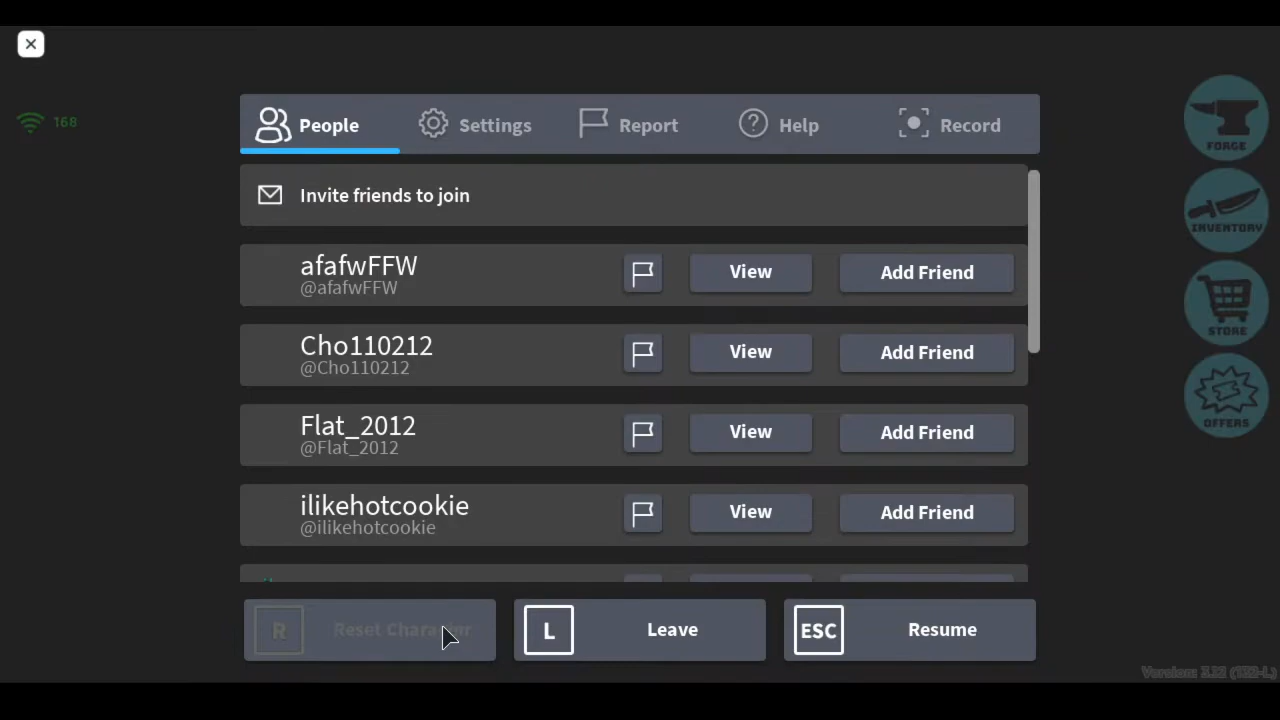 168
People
Settings
Report
Help
Record
FORGE
INVENTORY
STORE
OFFERS
Invite friends to join
afafwFFW
@afafwFFW
View
Add Friend
Cho110212
@Cho110212
View
Add Friend
Flat_2012
@Flat_2012
View
Add Friend
ilikehotcookie
@ilikehotcookie
View
Add Friend
R
Reset Character
L
Leave
ESC
Resume